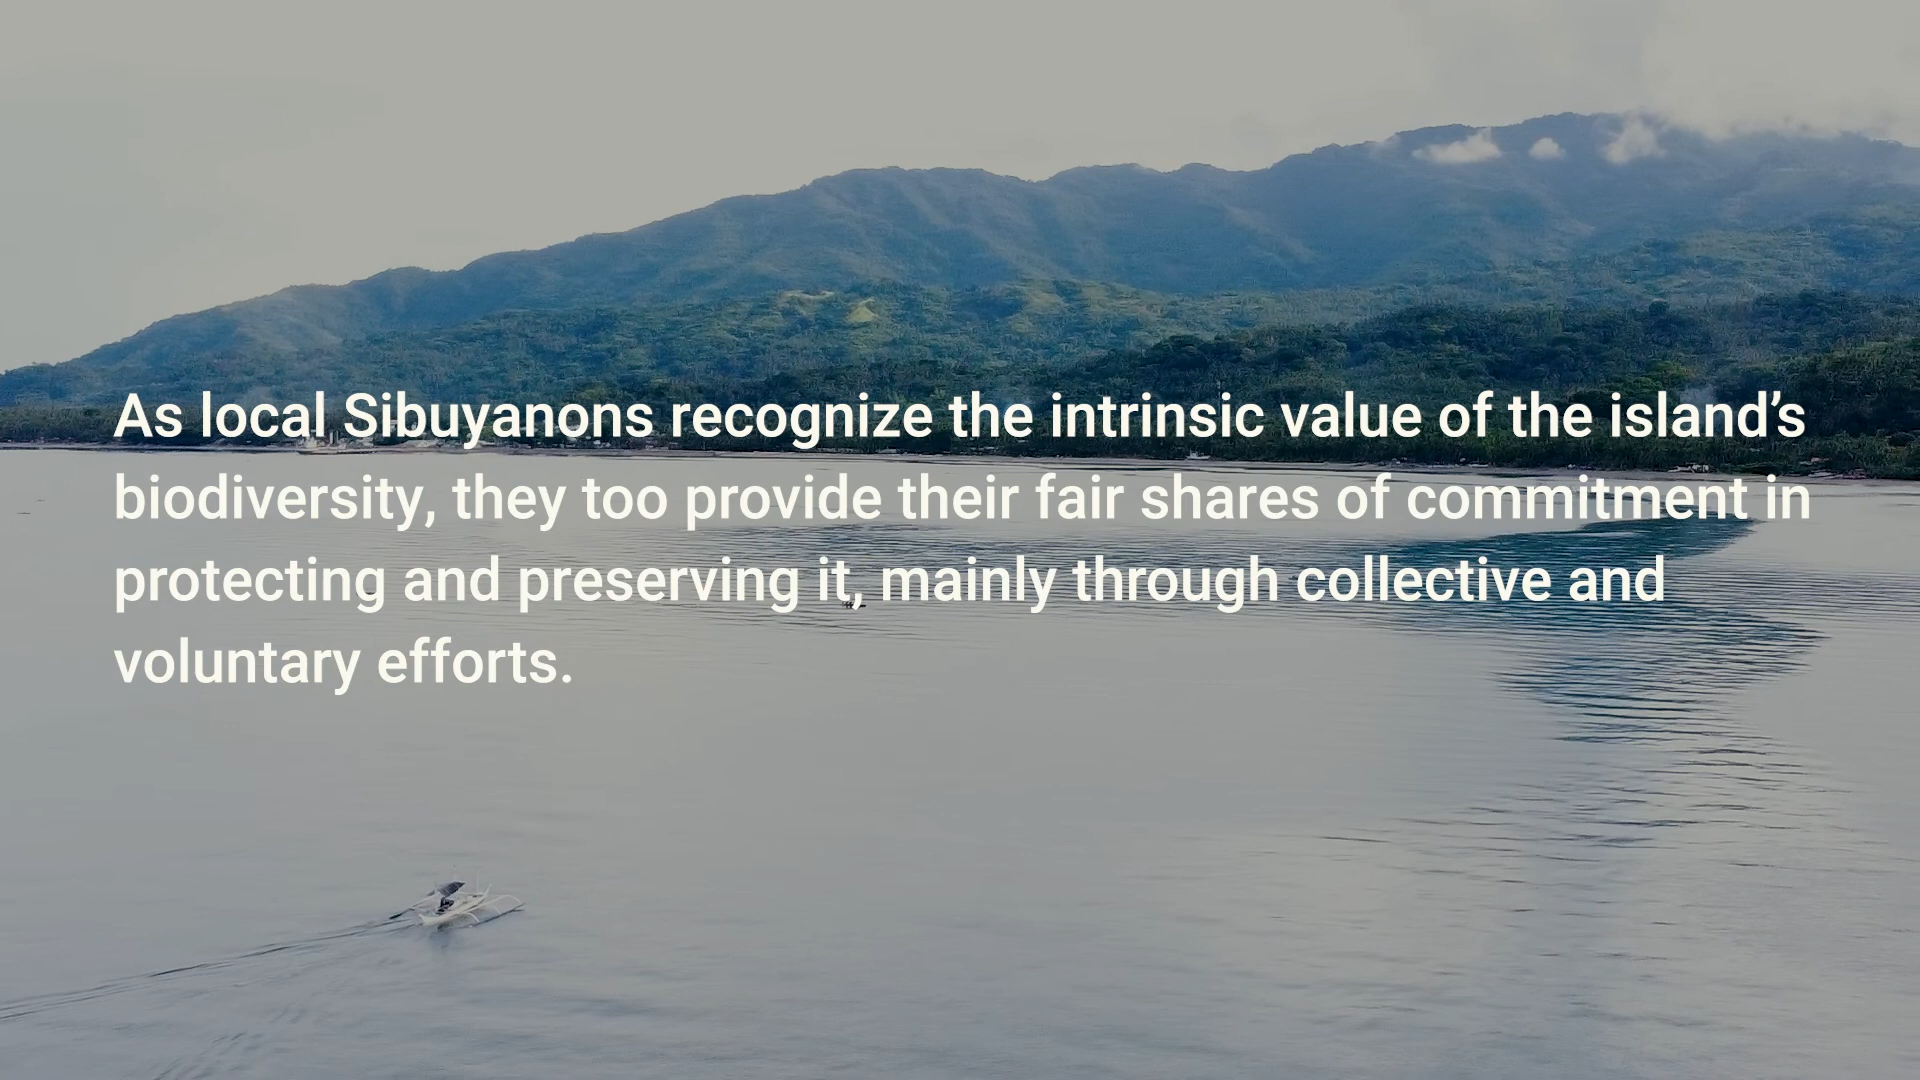 As local Sibuyanons recognize the intrinsic value of the island’s
biodiversity, they too provide their fair shares of commitment in
protecting and preserving it, mainly through collective and
voluntary efforts.